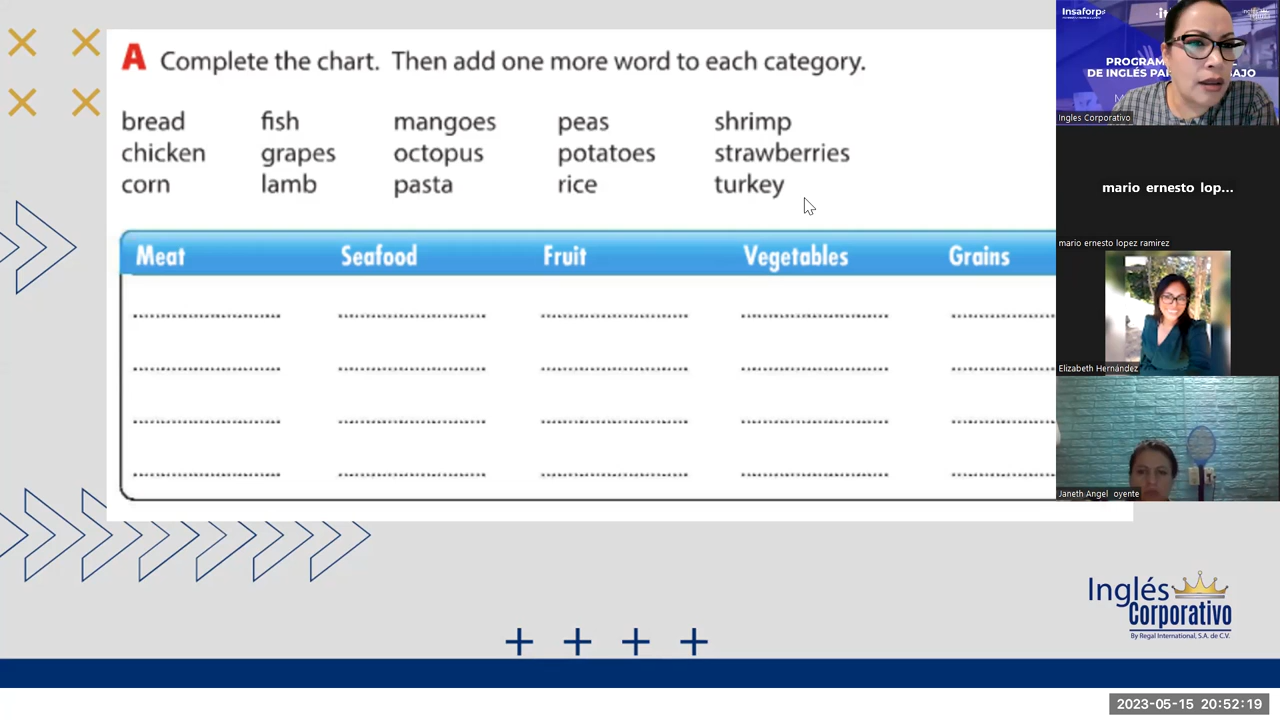 A Complete the chart. Then add one more word to each category.
bread fish mangoes peas shrimp
chicken grapes octopus potatoes strawberries
corn lamb pasta rice turkey
Meat Seafood Fruit Vegetables Grains
Insaforp
Ingles Corporativo
mario ernesto lop...
mario ernesto lopez ramirez
Elizabeth Hernández
Janeth Angel oyente
Inglés
Corporativo
By Regal International, S.A. de C.V.
2023-05-15 20:52:19